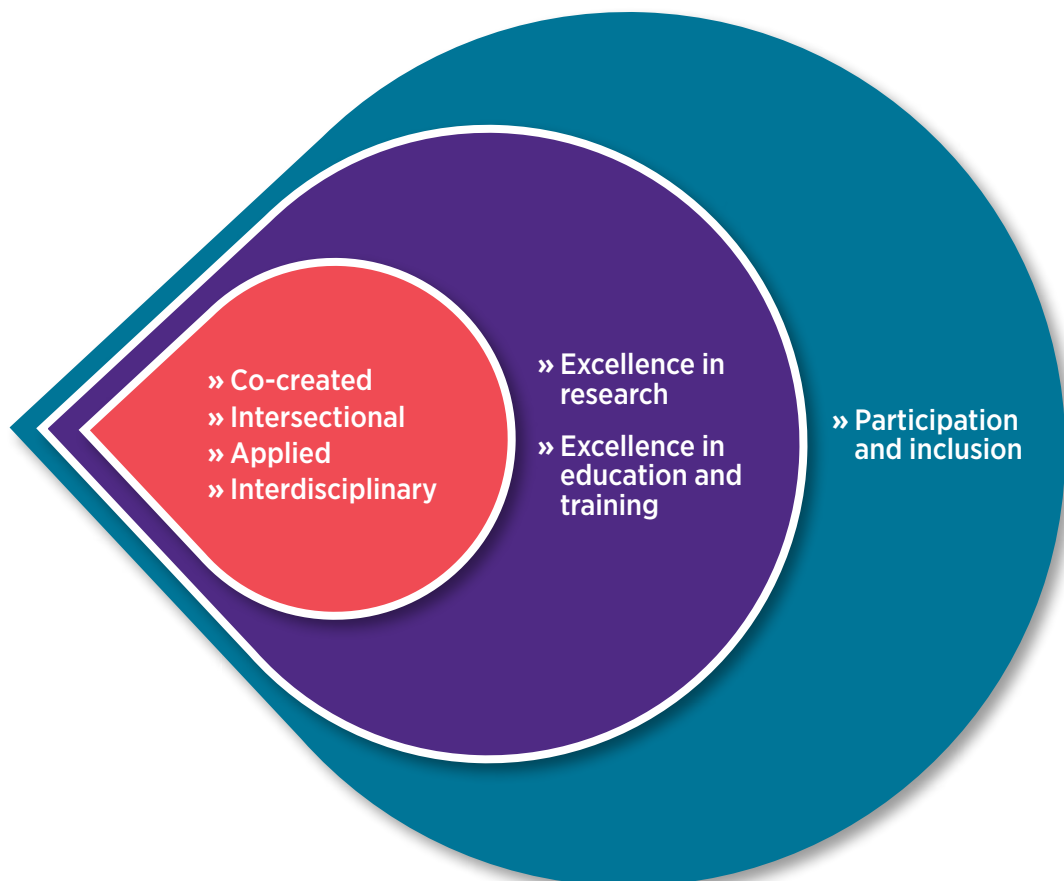 » Co-created
» Intersectional
» Applied
» Interdisciplinary
» Excellence in
research
» Excellence in
education and
training
» Participation
and inclusion